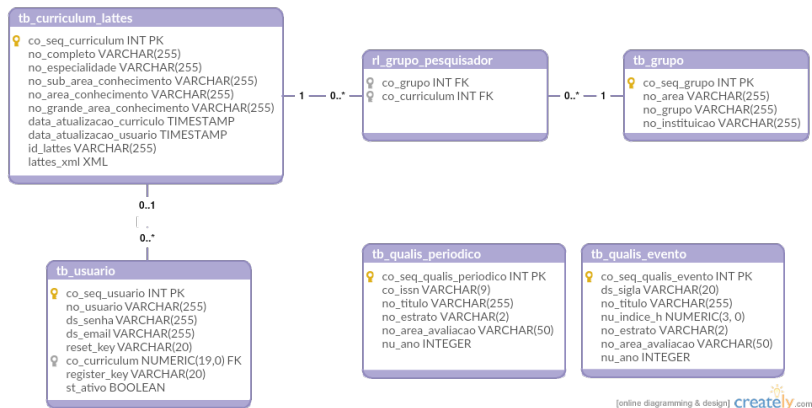 tb_curriculum_lattes
co_seq_curriculum INT PK
no_completo VARCHAR(255)
no_especialidade VARCHAR(255)
no_sub_area_conhecimento VARCHAR(255)
no_area_conhecimento VARCHAR(255)
no_grande_area_conhecimento VARCHAR(255)
data_atualizacao_curriculo TIMESTAMP
data_atualizacao_usuario TIMESTAMP
id_lattes VARCHAR(255)
lattes_xml XML
1
0..*
rl_grupo_pesquisador
co_grupo INT FK
co_curriculum INT FK
0..*
1
tb_grupo
co_seq_grupo INT PK
no_area VARCHAR(255)
no_grupo VARCHAR(255)
no_instituicao VARCHAR(255)
0..1
0..*
tb_usuario
co_seq_usuario INT PK
no_usuario VARCHAR(255)
ds_senha VARCHAR(255)
ds_email VARCHAR(255)
reset_key VARCHAR(20)
co_curriculum NUMERIC(19,0) FK
register_key VARCHAR(20)
st_ativo BOOLEAN
tb_qualis_periodico
co_seq_qualis_periodico INT PK
co_issn VARCHAR(9)
no_titulo VARCHAR(255)
no_estrato VARCHAR(2)
no_area_avaliacao VARCHAR(50)
nu_ano INTEGER
tb_qualis_evento
co_seq_qualis_evento INT PK
ds_sigla VARCHAR(20)
no_titulo VARCHAR(255)
nu_indice_h NUMERIC(3, 0)
no_estrato VARCHAR(2)
no_area_avaliacao VARCHAR(50)
nu_ano INTEGER
[online diagramming & design] creately.com